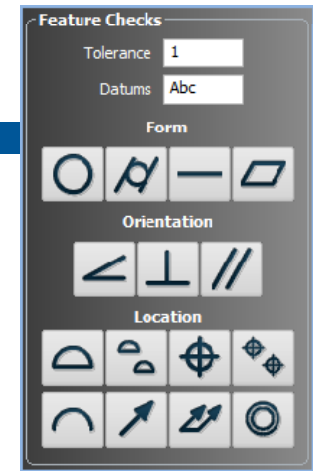 Feature Checks
Tolerance 1
Datums Abc
Form
Orientation
Location